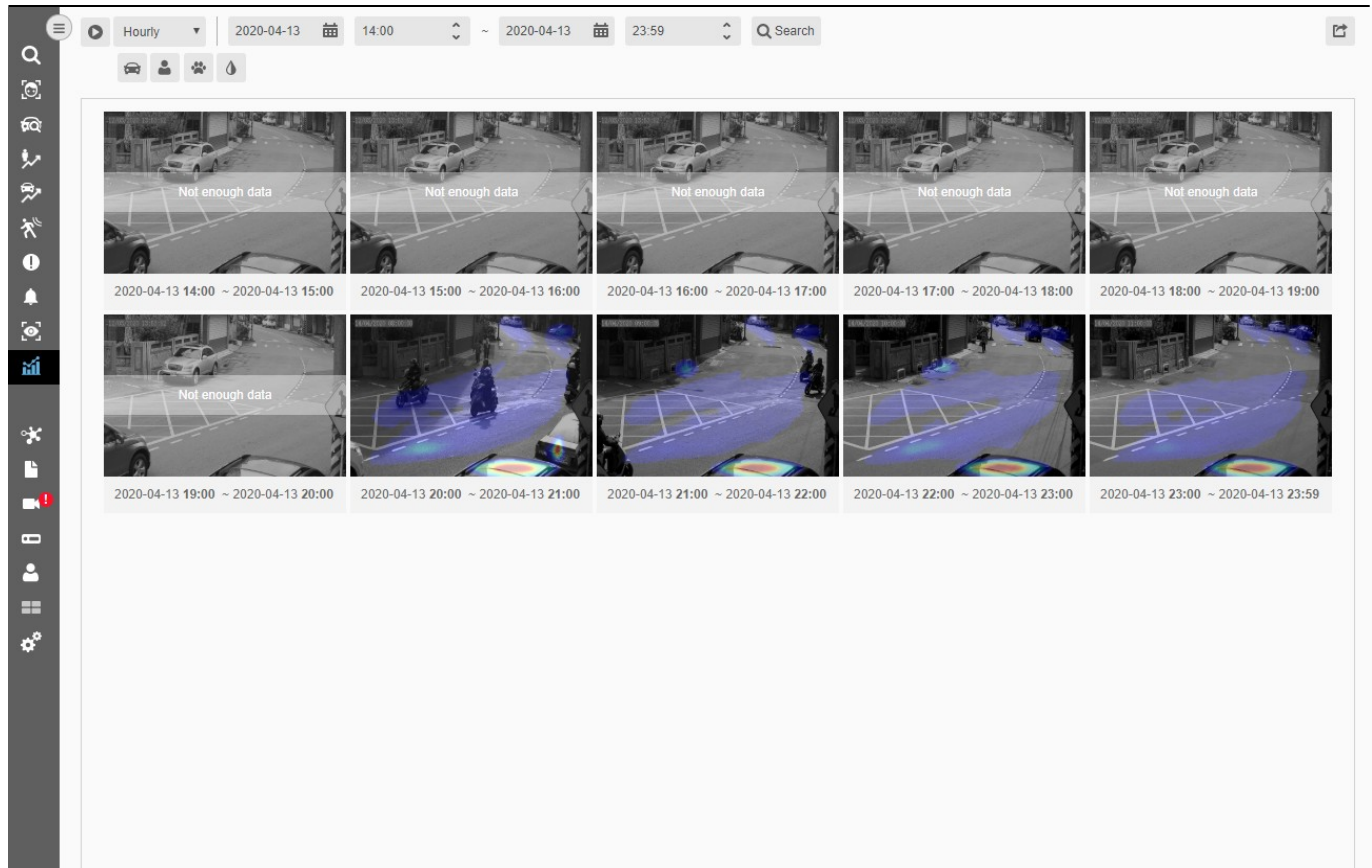 Hourly 2020-04-13 14:00 ~ 2020-04-13 23:59 Search
Not enough data Not enough data Not enough data Not enough data Not enough data
2020-04-13 14:00 ~ 2020-04-13 15:00 2020-04-13 15:00 ~ 2020-04-13 16:00 2020-04-13 16:00 ~ 2020-04-13 17:00 2020-04-13 17:00 ~ 2020-04-13 18:00 2020-04-13 18:00 ~ 2020-04-13 19:00
Not enough data
2020-04-13 19:00 ~ 2020-04-13 20:00 2020-04-13 20:00 ~ 2020-04-13 21:00 2020-04-13 21:00 ~ 2020-04-13 22:00 2020-04-13 22:00 ~ 2020-04-13 23:00 2020-04-13 23:00 ~ 2020-04-13 23:59